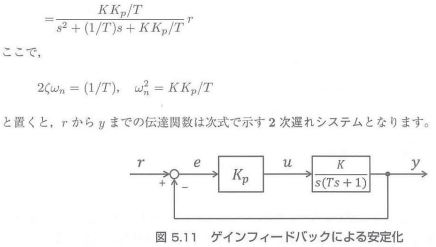 =\frac{KK_p/T}{s^2 + (1/T)s + KK_p/T} r
ここで，
2ζω_n = (1/T),　ω_n^2 = KK_p/T
と置くと，r から y までの伝達関数は次式で示す 2 次遅れシステムとなります。
r e u y
+ − K_p \frac{K}{s(Ts+1)}
図 5.11　ゲインフィードバックによる安定化